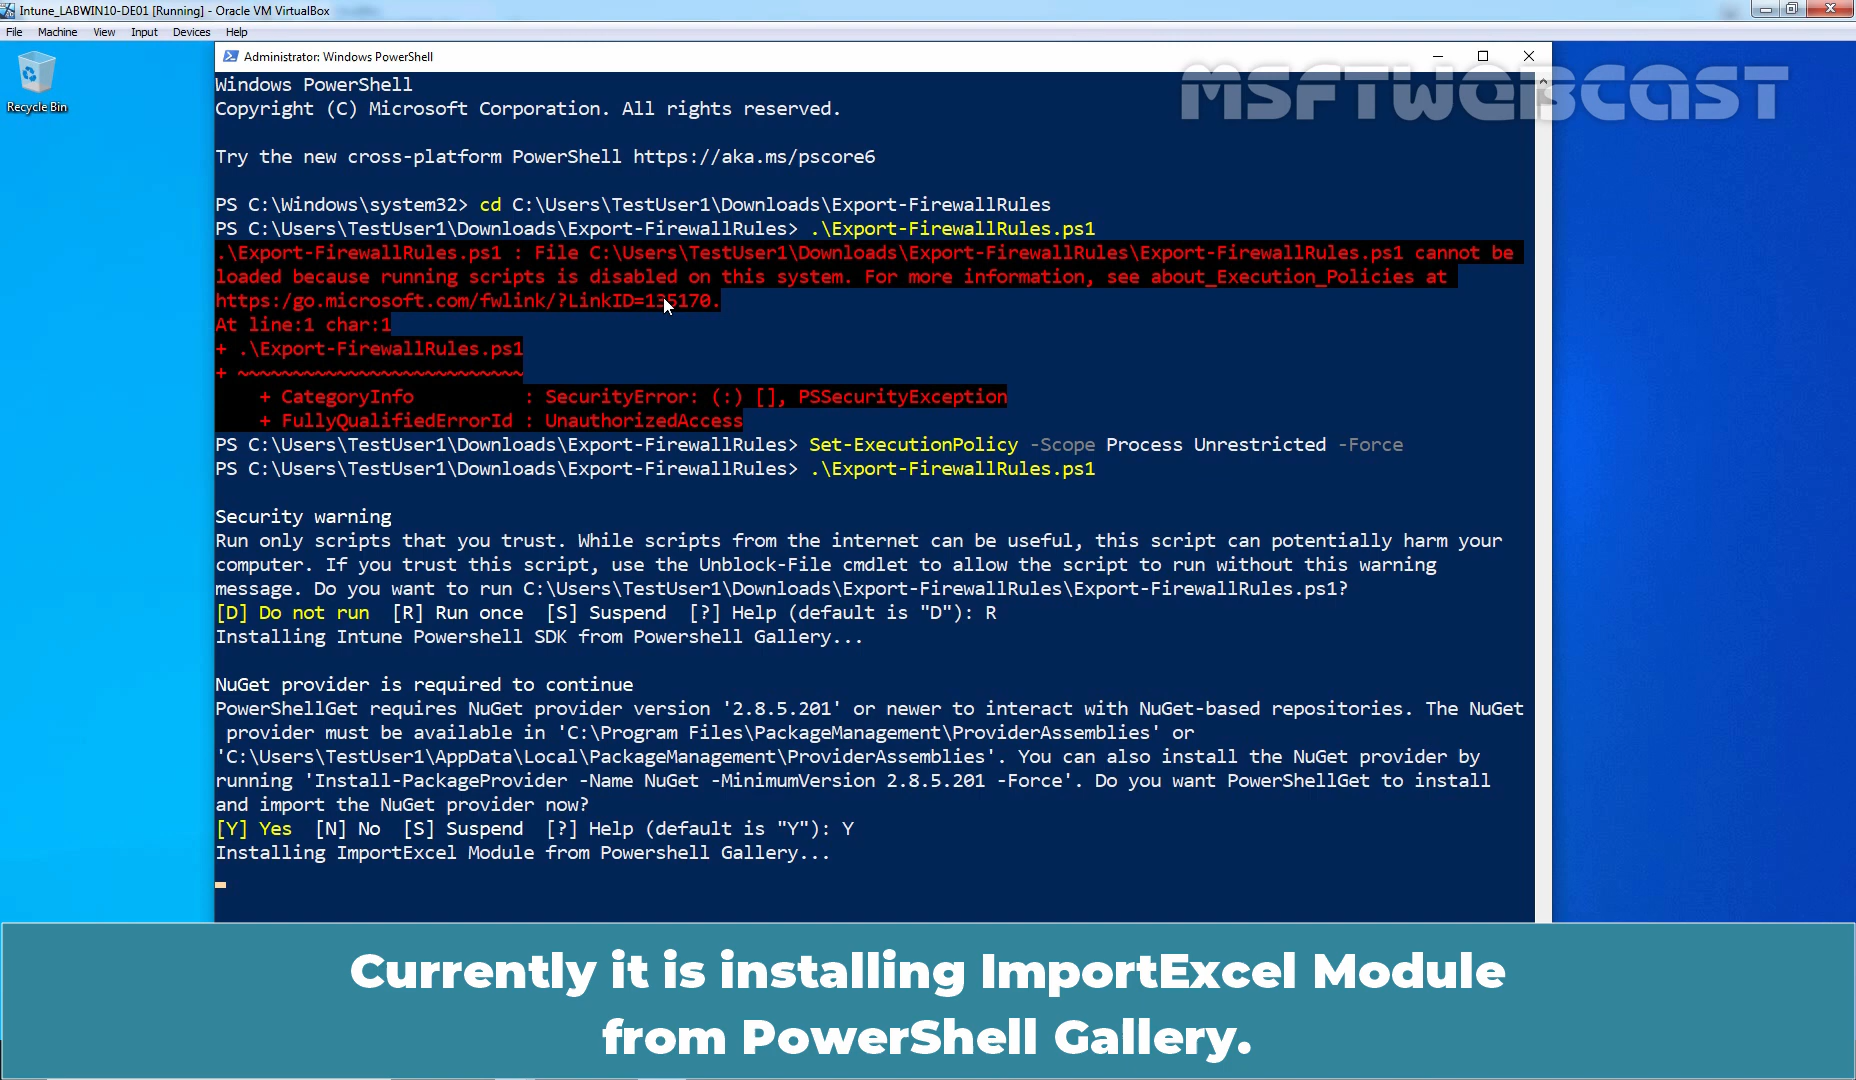 Intune_LABWIN10-DE01 [Running] - Oracle VM VirtualBox
File Machine View Input Devices Help
Recycle Bin
Administrator: Windows PowerShell
MSFTWEBCAST
Windows PowerShell
Copyright (C) Microsoft Corporation. All rights reserved.
Try the new cross-platform PowerShell https://aka.ms/pscore6
PS C:\Windows\system32> cd C:\Users\TestUser1\Downloads\Export-FirewallRules
PS C:\Users\TestUser1\Downloads\Export-FirewallRules> .\Export-FirewallRules.ps1
.\Export-FirewallRules.ps1 : File C:\Users\TestUser1\Downloads\Export-FirewallRules\Export-FirewallRules.ps1 cannot be
loaded because running scripts is disabled on this system. For more information, see about_Execution_Policies at
https:/go.microsoft.com/fwlink/?LinkID=135170.
At line:1 char:1
+ .\Export-FirewallRules.ps1
+ ~~~~~~~~~~~~~~~~~~~~~~~~~~
+ CategoryInfo : SecurityError: (:) [], PSSecurityException
+ FullyQualifiedErrorId : UnauthorizedAccess
PS C:\Users\TestUser1\Downloads\Export-FirewallRules> Set-ExecutionPolicy -Scope Process Unrestricted -Force
PS C:\Users\TestUser1\Downloads\Export-FirewallRules> .\Export-FirewallRules.ps1
Security warning
Run only scripts that you trust. While scripts from the internet can be useful, this script can potentially harm your
computer. If you trust this script, use the Unblock-File cmdlet to allow the script to run without this warning
message. Do you want to run C:\Users\TestUser1\Downloads\Export-FirewallRules\Export-FirewallRules.ps1?
[D] Do not run [R] Run once [S] Suspend [?] Help (default is "D"): R
Installing Intune Powershell SDK from Powershell Gallery...
NuGet provider is required to continue
PowerShellGet requires NuGet provider version '2.8.5.201' or newer to interact with NuGet-based repositories. The NuGet
provider must be available in 'C:\Program Files\PackageManagement\ProviderAssemblies' or
'C:\Users\TestUser1\AppData\Local\PackageManagement\ProviderAssemblies'. You can also install the NuGet provider by
running 'Install-PackageProvider -Name NuGet -MinimumVersion 2.8.5.201 -Force'. Do you want PowerShellGet to install
and import the NuGet provider now?
[Y] Yes [N] No [S] Suspend [?] Help (default is "Y"): Y
Installing ImportExcel Module from Powershell Gallery...
Currently it is installing ImportExcel Module
from PowerShell Gallery.